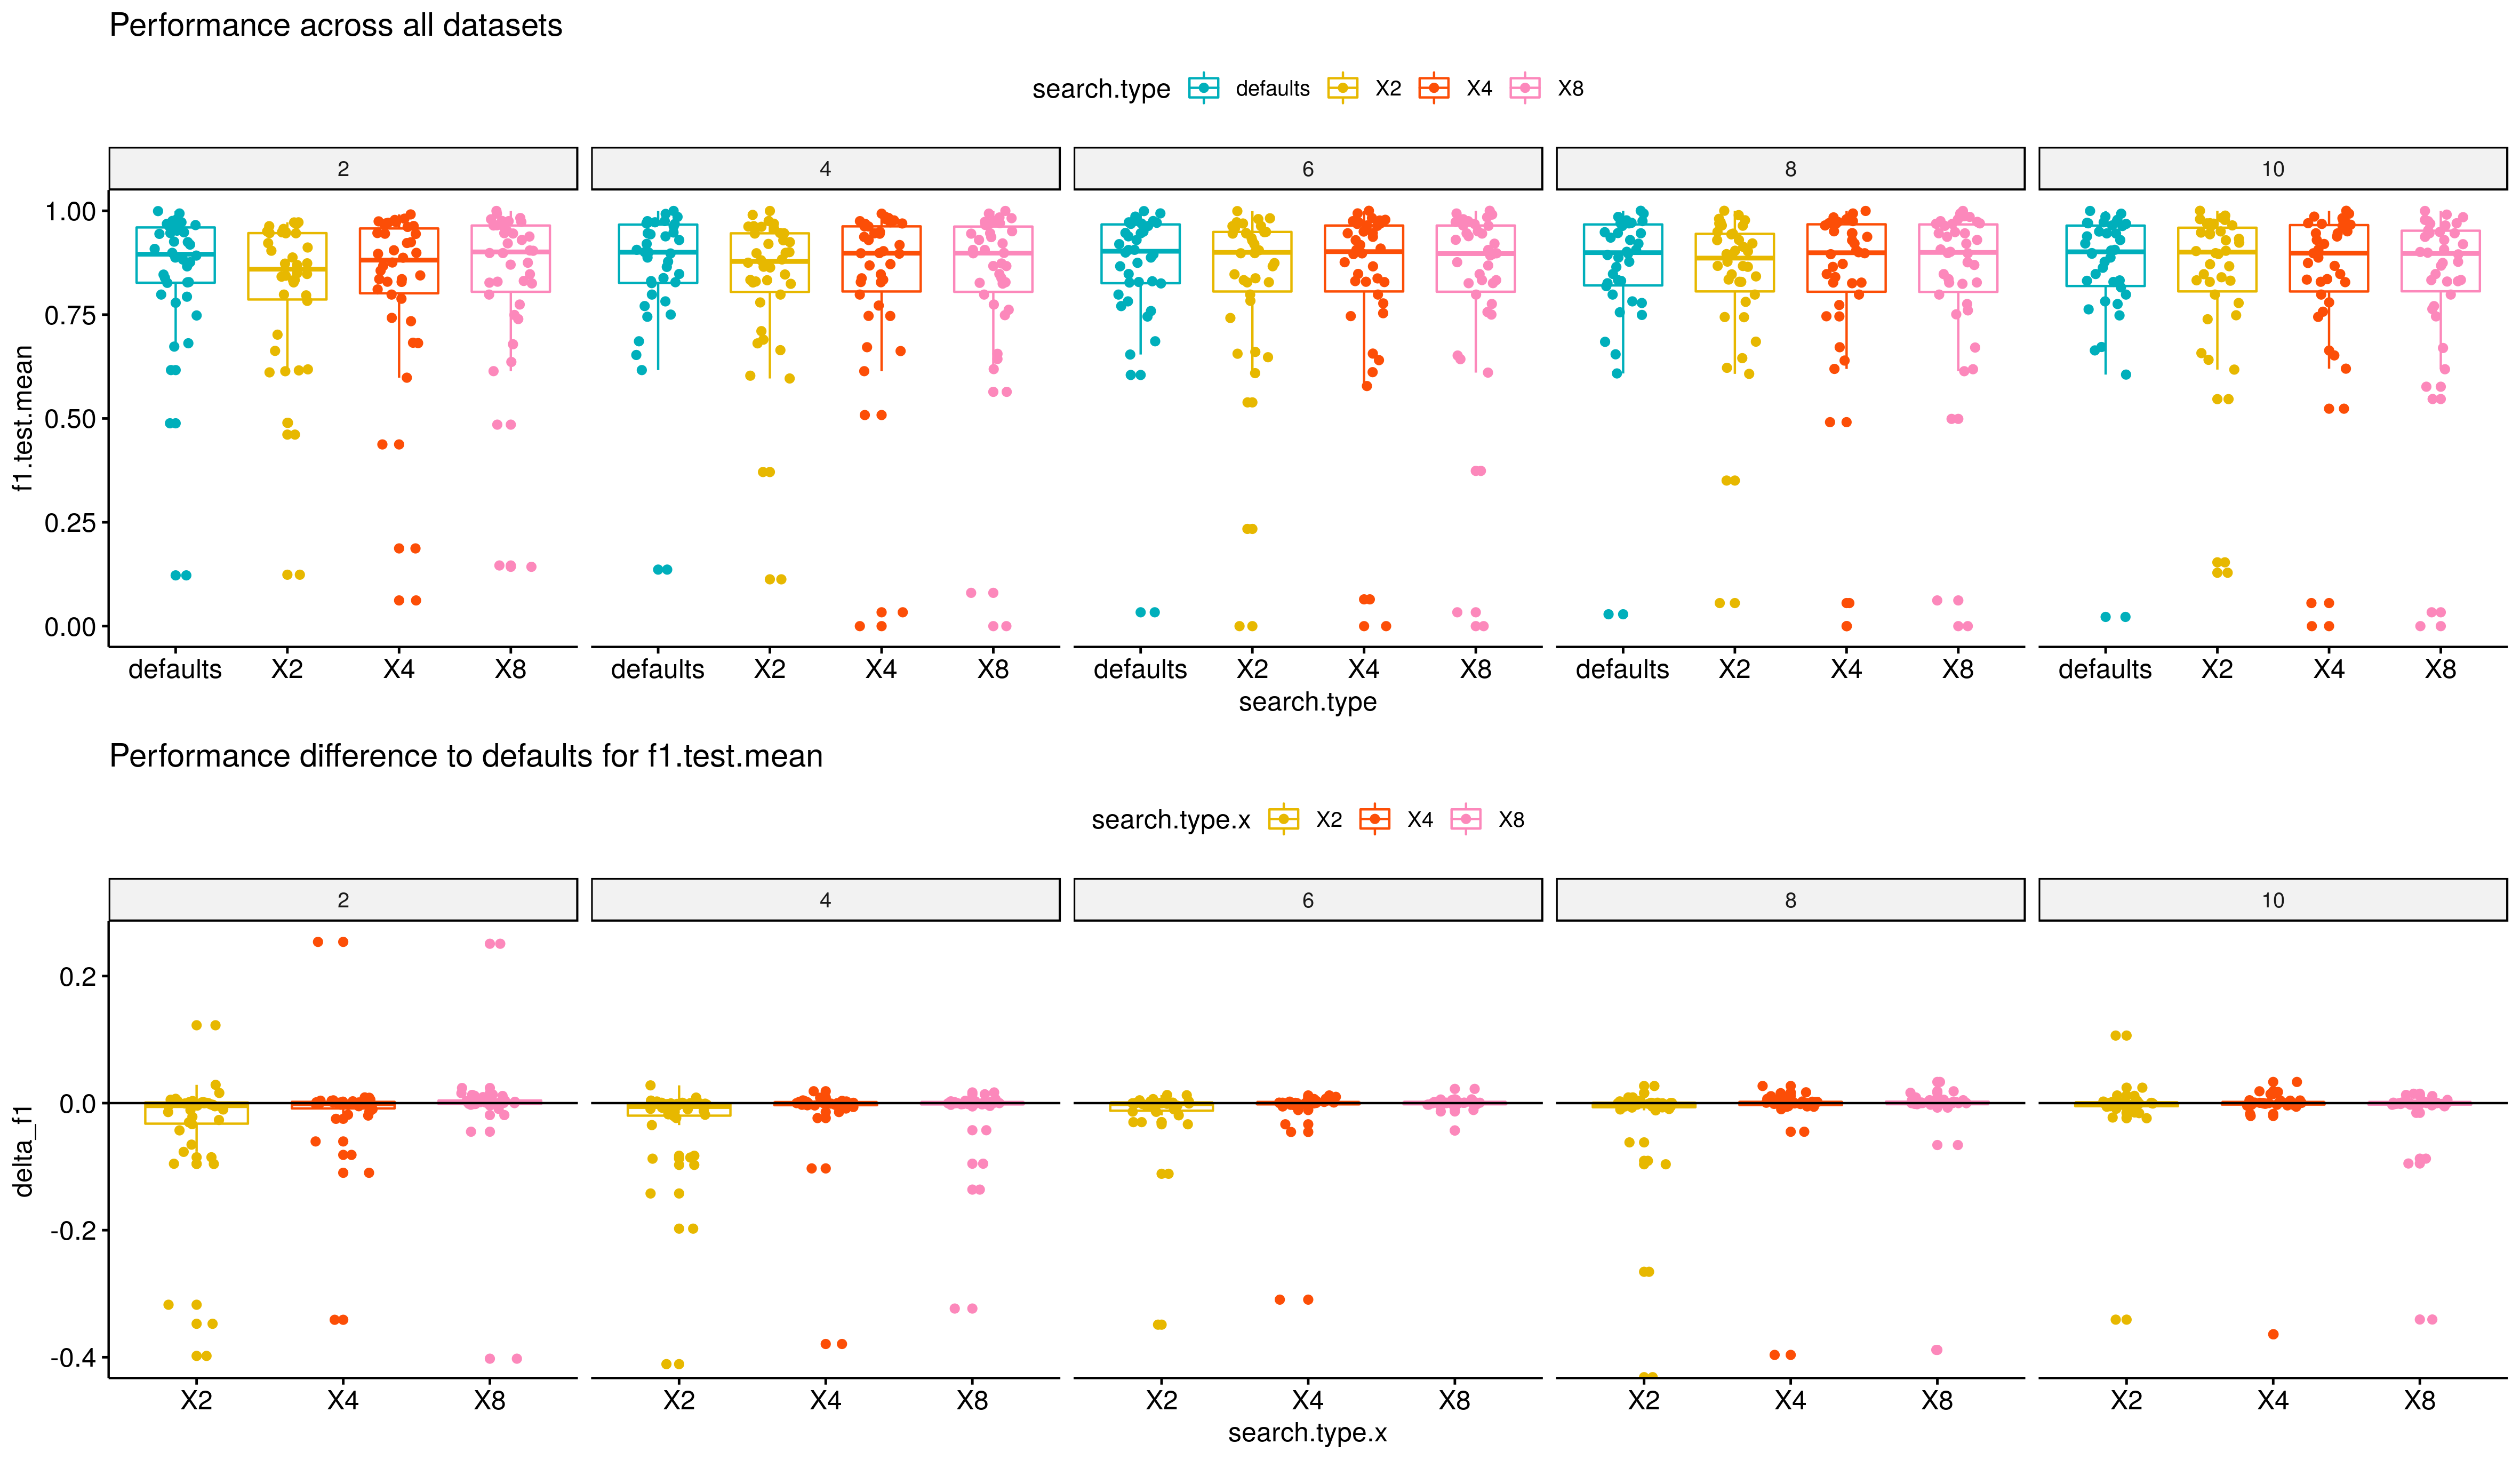 Performance across all datasets
search.type defaults X2 X4 X8
2 4 6 8 10
1.00
0.75
0.50
0.25
0.00
f1.test.mean
defaults X2 X4 X8 defaults X2 X4 X8 defaults X2 X4 X8 defaults X2 X4 X8 defaults X2 X4 X8
search.type
Performance difference to defaults for f1.test.mean
search.type.x X2 X4 X8
2 4 6 8 10
0.2
0.0
-0.2
-0.4
delta_f1
X2 X4 X8 X2 X4 X8 X2 X4 X8 X2 X4 X8 X2 X4 X8
search.type.x